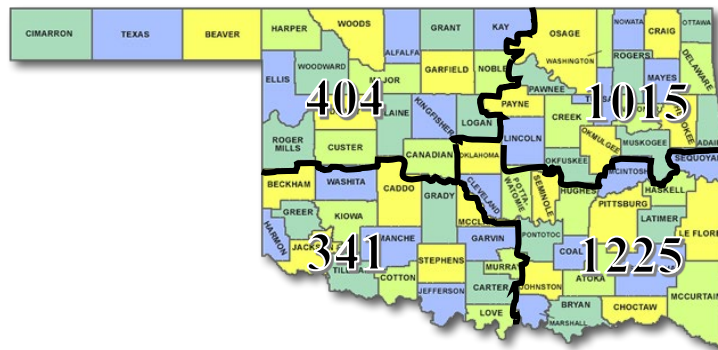 CIMARRON
TEXAS
BEAVER
HARPER
WOODS
ALFALFA
GRANT
KAY
OSAGE
NOWATA
CRAIG
OTTAWA
WASHINGTON
ROGERS
DELAWARE
MAYES
ELLIS
WOODWARD
MAJOR
GARFIELD
NOBLE
PAWNEE
404
1015
PAYNE
CREEK
KINGFISHER
LOGAN
LINCOLN
OKMULGEE
MUSKOGEE
ADAIR
ROGER
MILLS
CUSTER
CANADIAN
OKLAHOMA
OKFUSKEE
MCINTOSH
SEQUOYAH
BECKHAM
WASHITA
CADDO
GRADY
CLEVELAND
POTTA-
WATOMIE
SEMINOLE
HUGHES
PITTSBURG
HASKELL
LATIMER
LE FLORE
GREER
KIOWA
HARMON
GARVIN
PONTOTOC
COAL
341
1225
STEPHENS
MURRAY
COTTON
JEFFERSON
CARTER
JOHNSTON
ATOKA
LOVE
MARSHALL
BRYAN
CHOCTAW
MCCURTAIN